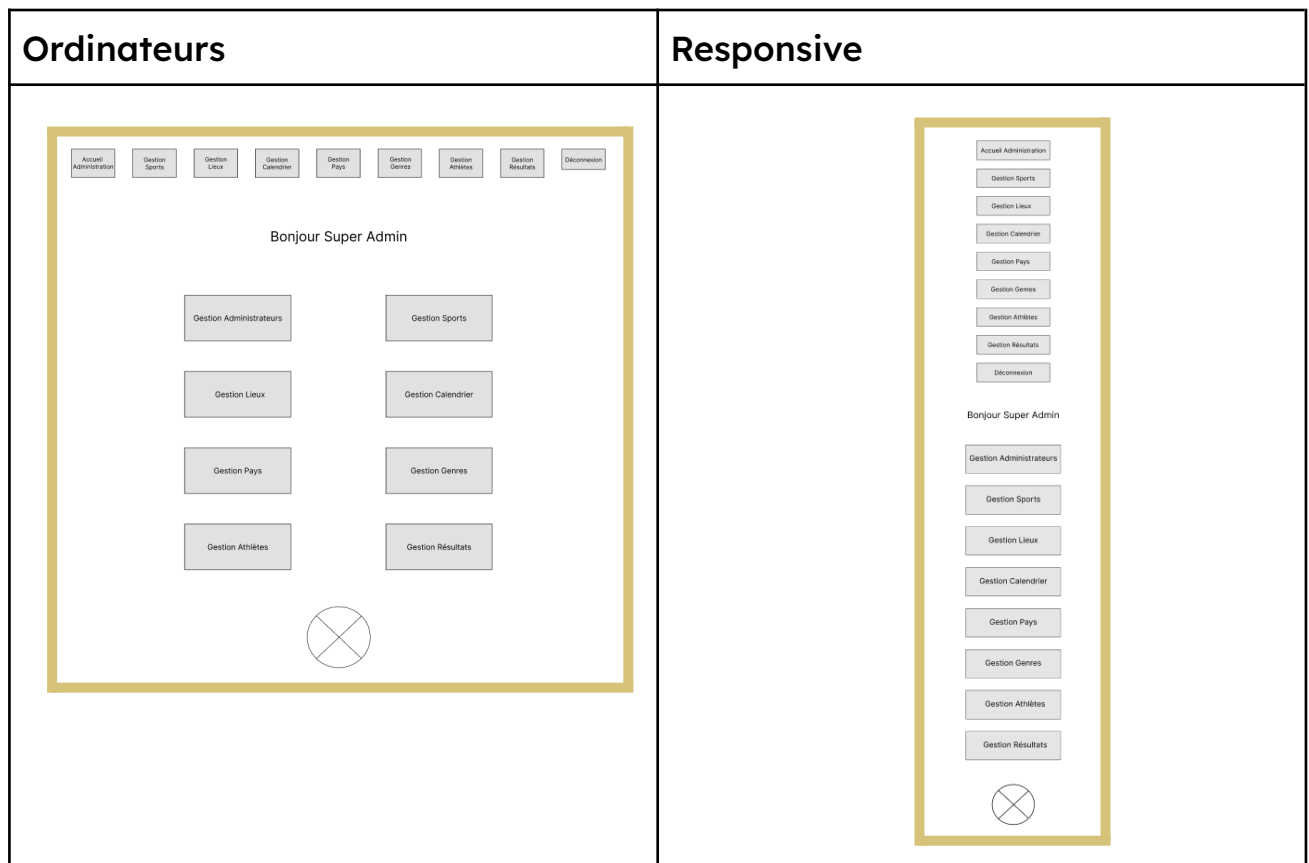 Ordinateurs
Responsive
Accueil
Administration
Gestion
Sports
Gestion
Lieux
Gestion
Calendrier
Gestion
Pays
Gestion
Genres
Gestion
Athlètes
Gestion
Résultats
Déconnexion
Bonjour Super Admin
Gestion Administrateurs
Gestion Sports
Gestion Lieux
Gestion Calendrier
Gestion Pays
Gestion Genres
Gestion Athlètes
Gestion Résultats
Accueil Administration
Gestion Sports
Gestion Lieux
Gestion Calendrier
Gestion Pays
Gestion Genres
Gestion Athlètes
Gestion Résultats
Déconnexion
Bonjour Super Admin
Gestion Administrateurs
Gestion Sports
Gestion Lieux
Gestion Calendrier
Gestion Pays
Gestion Genres
Gestion Athlètes
Gestion Résultats